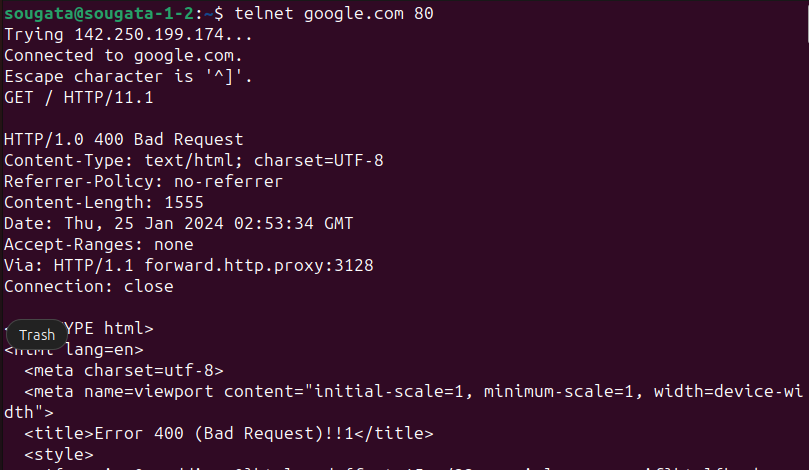 sougata@sougata-1-2:~$ telnet google.com 80
Trying 142.250.199.174...
Connected to google.com.
Escape character is '^]'.
GET / HTTP/11.1
HTTP/1.0 400 Bad Request
Content-Type: text/html; charset=UTF-8
Referrer-Policy: no-referrer
Content-Length: 1555
Date: Thu, 25 Jan 2024 02:53:34 GMT
Accept-Ranges: none
Via: HTTP/1.1 forward.http.proxy:3128
Connection: close
YPE html>
Trash
lang=en>
<meta charset=utf-8>
<meta name=viewport content="initial-scale=1, minimum-scale=1, width=device-wi
dth">
<title>Error 400 (Bad Request)!!1</title>
<style>